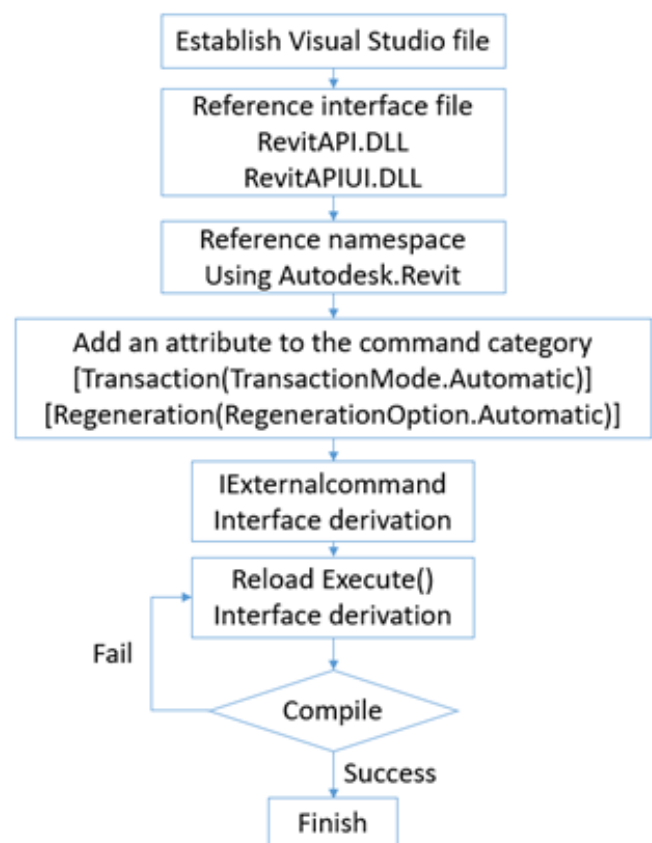 Establish Visual Studio file
Reference interface file
RevitAPI.DLL
RevitAPIUI.DLL
Reference namespace
Using Autodesk.Revit
Add an attribute to the command category
[Transaction(TransactionMode.Automatic)]
[Regeneration(RegenerationOption.Automatic)]
IExternalcommand
Interface derivation
Reload Execute()
Interface derivation
Fail
Compile
Success
Finish